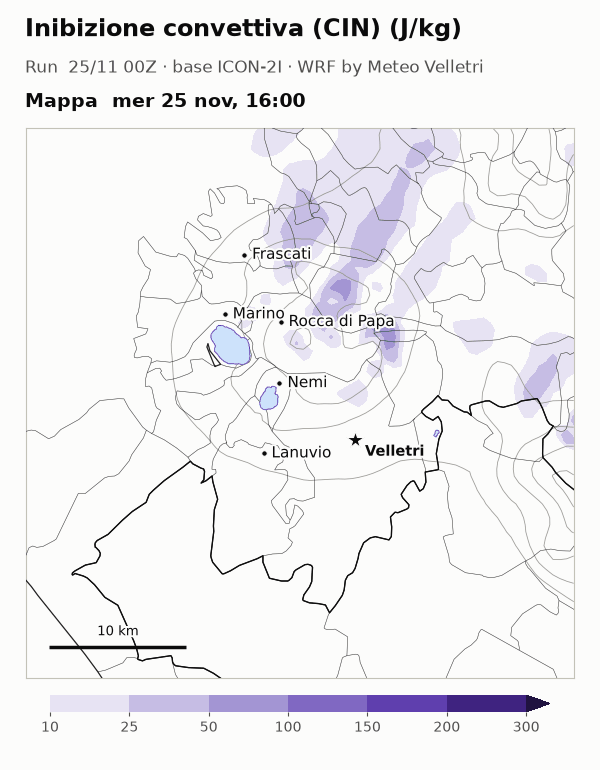 Inibizione convettiva (CIN) (J/kg)
Run  25/11 00Z · base ICON-2I · WRF by Meteo Velletri
Mappa  mer 25 nov, 16:00
Frascati
Marino
Rocca di Papa
Nemi
Velletri
Lanuvio
10 km
10 25 50 100 150 200 300